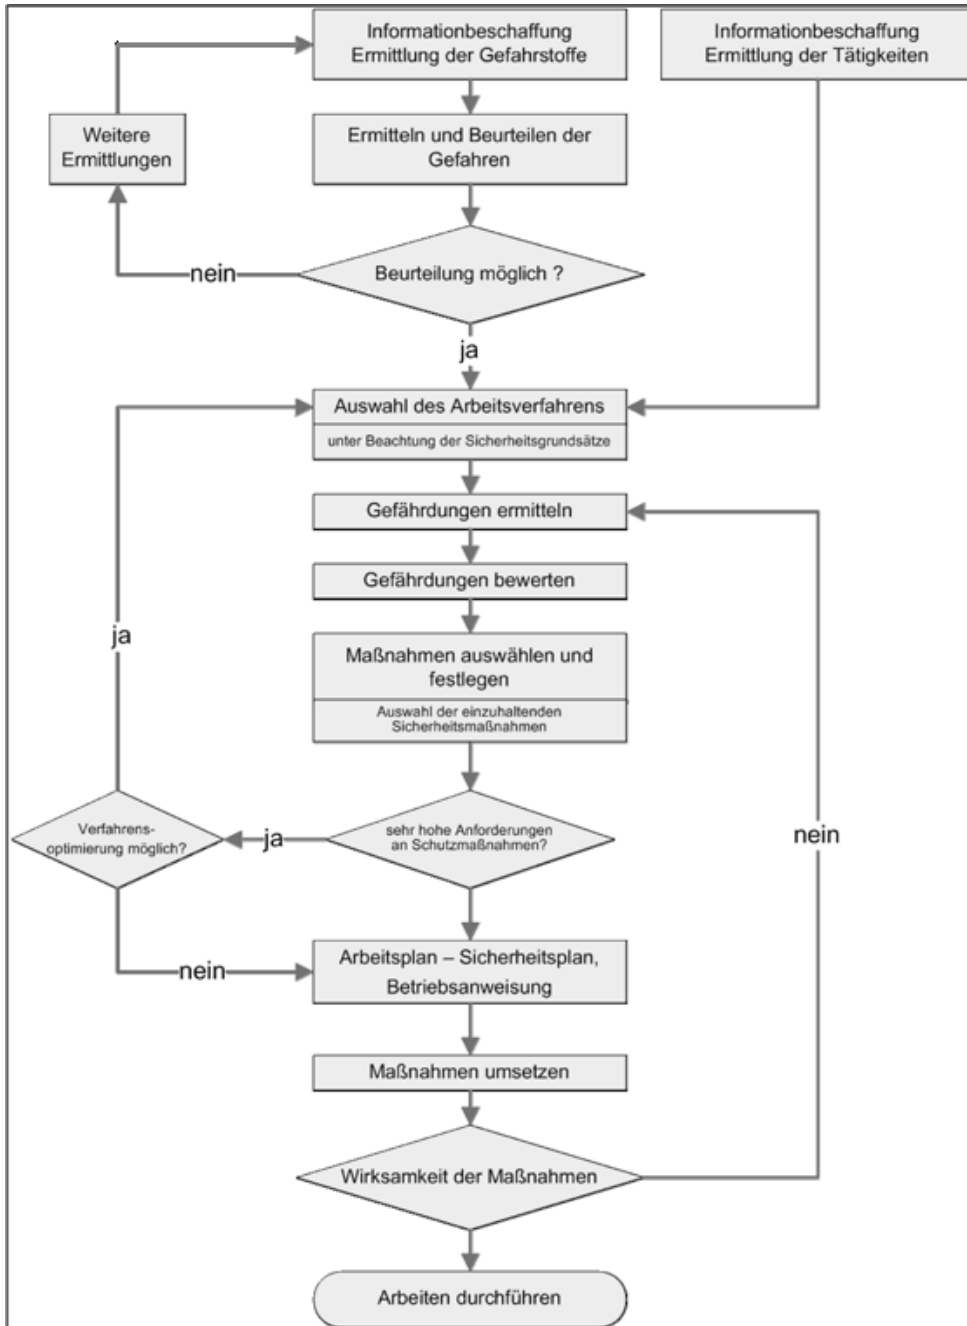 Informationbeschaffung
Ermittlung der Gefahrstoffe
Informationbeschaffung
Ermittlung der Tätigkeiten
Weitere
Ermittlungen
Ermitteln und Beurteilen der
Gefahren
nein
Beurteilung möglich ?
ja
Auswahl des Arbeitsverfahrens
unter Beachtung der Sicherheitsgrundsätze
Gefährdungen ermitteln
Gefährdungen bewerten
ja
Maßnahmen auswählen und
festlegen
Auswahl der einzuhaltenden
Sicherheitsmaßnahmen
Verfahrens-
optimierung möglich?
ja
sehr hohe Anforderungen
an Schutzmaßnahmen?
nein
nein
Arbeitsplan – Sicherheitsplan,
Betriebsanweisung
Maßnahmen umsetzen
Wirksamkeit der Maßnahmen
Arbeiten durchführen